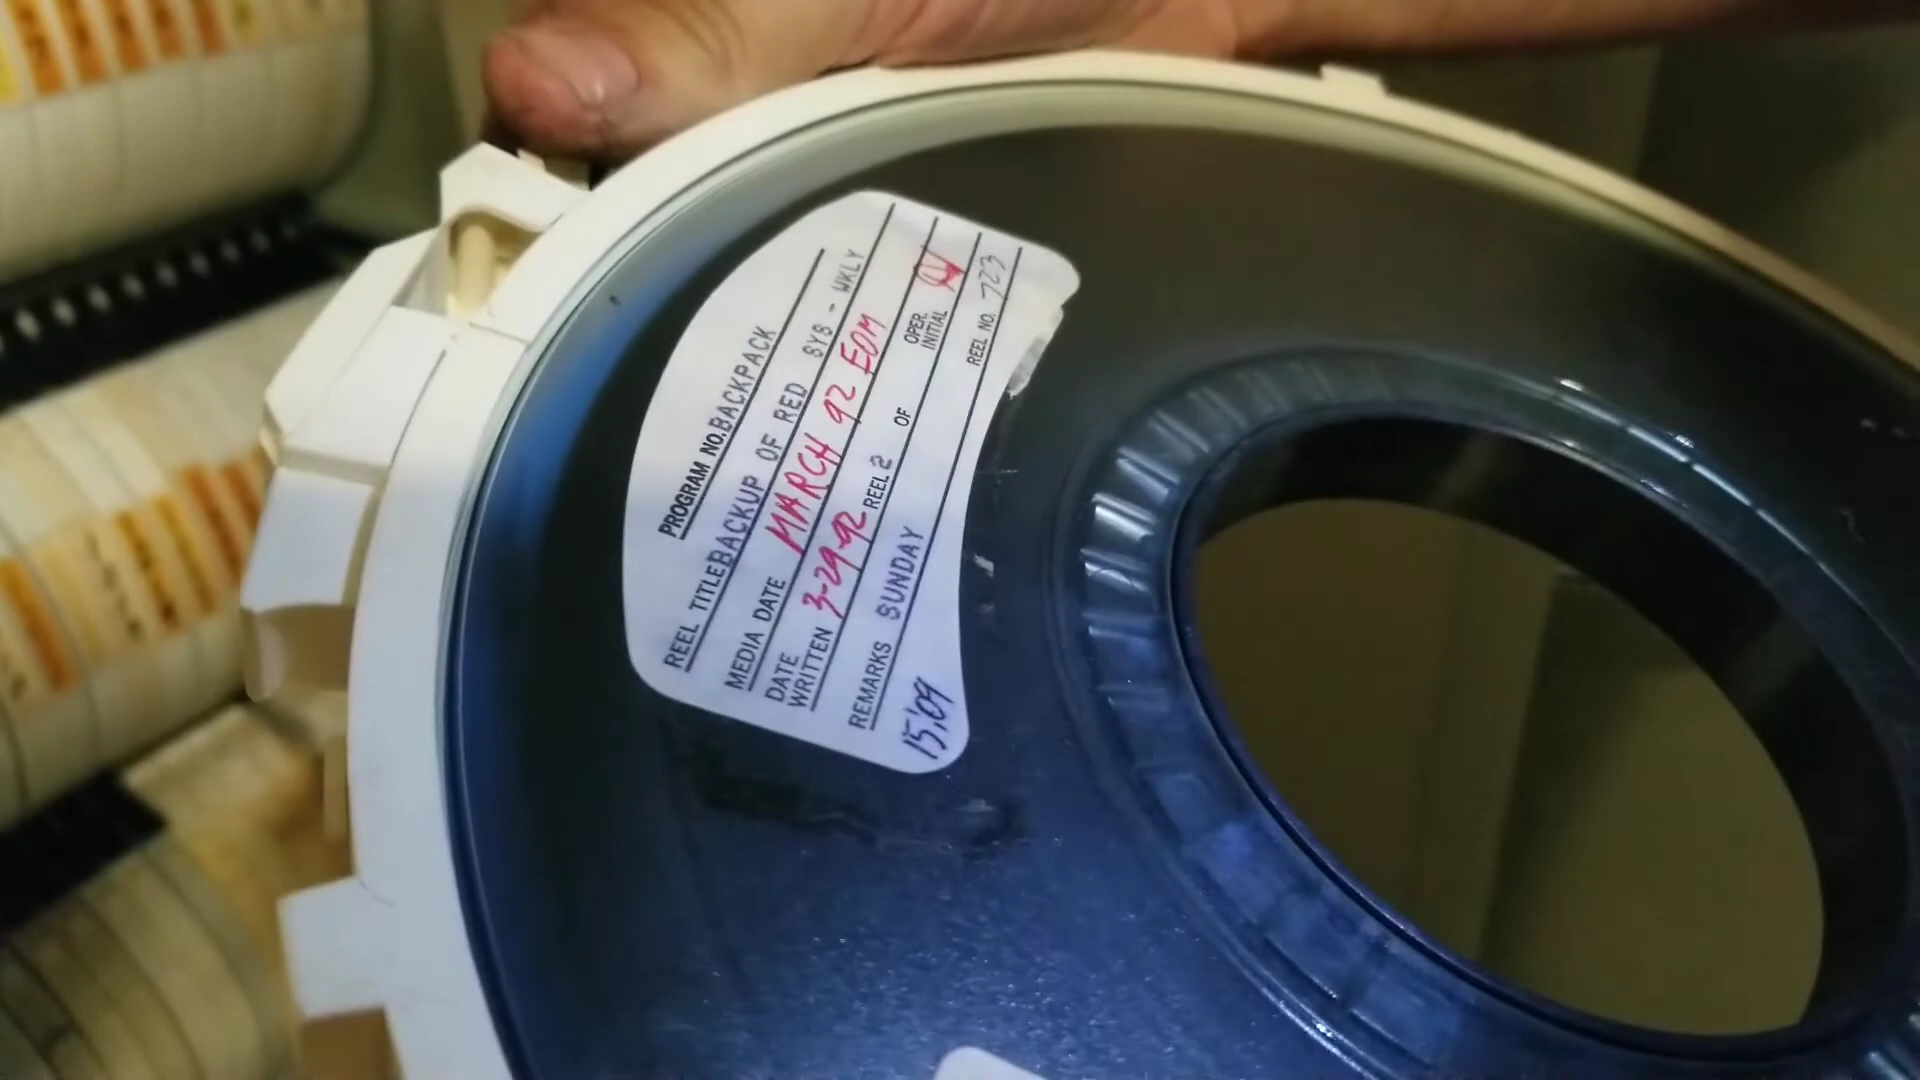 PROGRAM NO. BACKPACK
REEL TITLE BACKUP OF RED SYS - WKLY
MEDIA DATE MARCH 92 EOM
DATE WRITTEN 3-29-92 REEL 2 OF OPER. INITIAL
REMARKS SUNDAY REEL NO. 723
15:09